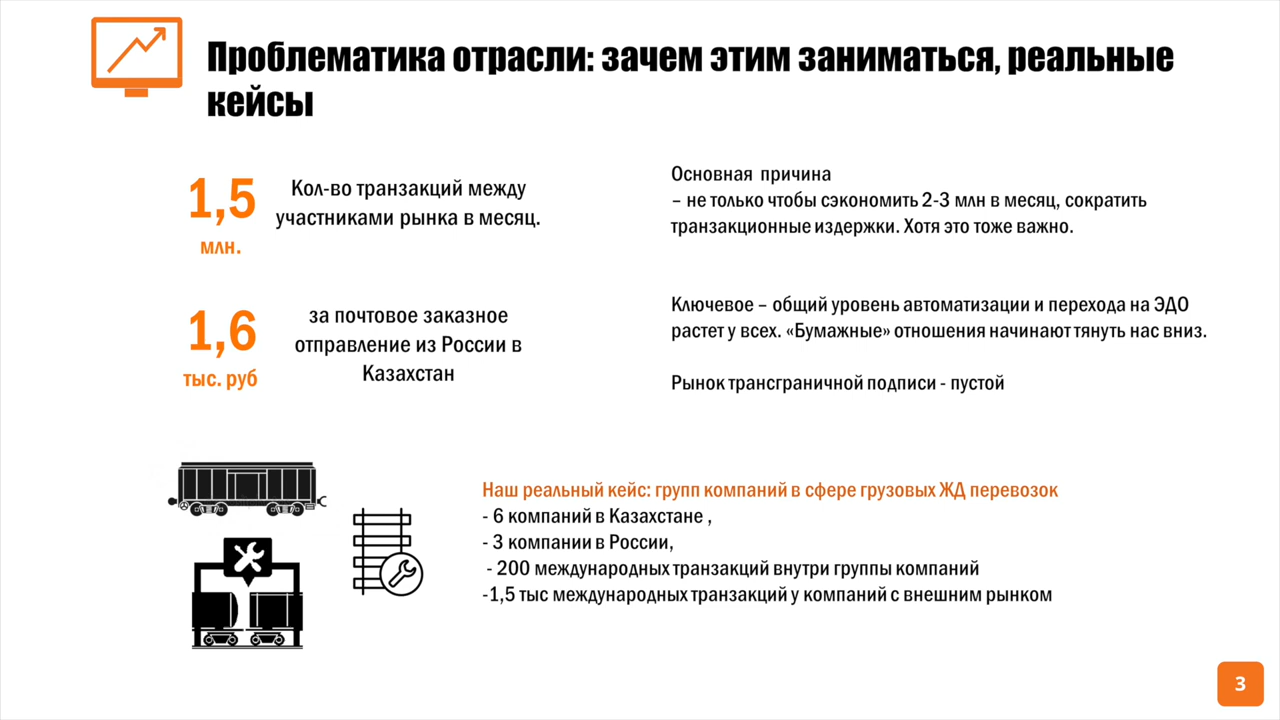 Проблематика отрасли: зачем этим заниматься, реальные
кейсы
1,5
млн.
Кол-во транзакций между
участниками рынка в месяц.
Основная причина
– не только чтобы сэкономить 2-3 млн в месяц, сократить
транзакционные издержки. Хотя это тоже важно.
1,6
тыс. руб
за почтовое заказное
отправление из России в
Казахстан
Ключевое – общий уровень автоматизации и перехода на ЭДО
растет у всех. «Бумажные» отношения начинают тянуть нас вниз.
Рынок трансграничной подписи - пустой
Наш реальный кейс: групп компаний в сфере грузовых ЖД перевозок
- 6 компаний в Казахстане ,
- 3 компании в России,
- 200 международных транзакций внутри группы компаний
-1,5 тыс международных транзакций у компаний с внешним рынком
3